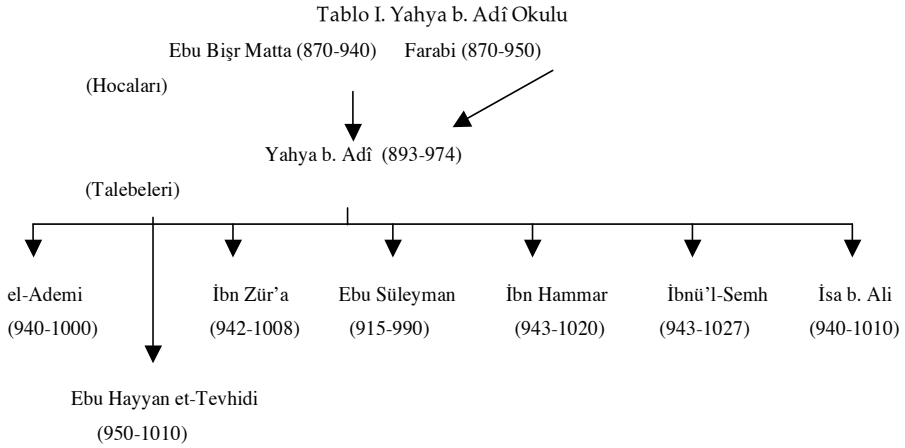 Tablo I. Yahya b. Adî Okulu
Ebu Bişr Matta (870-940) Farabi (870-950)
(Hocaları)
Yahya b. Adî (893-974)
(Talebeleri)
el-Ademi İbn Zür’a Ebu Süleyman İbn Hammar İbnü’l-Semh İsa b. Ali
(940-1000) (942-1008) (915-990) (943-1020) (943-1027) (940-1010)
Ebu Hayyan et-Tevhidi
(950-1010)